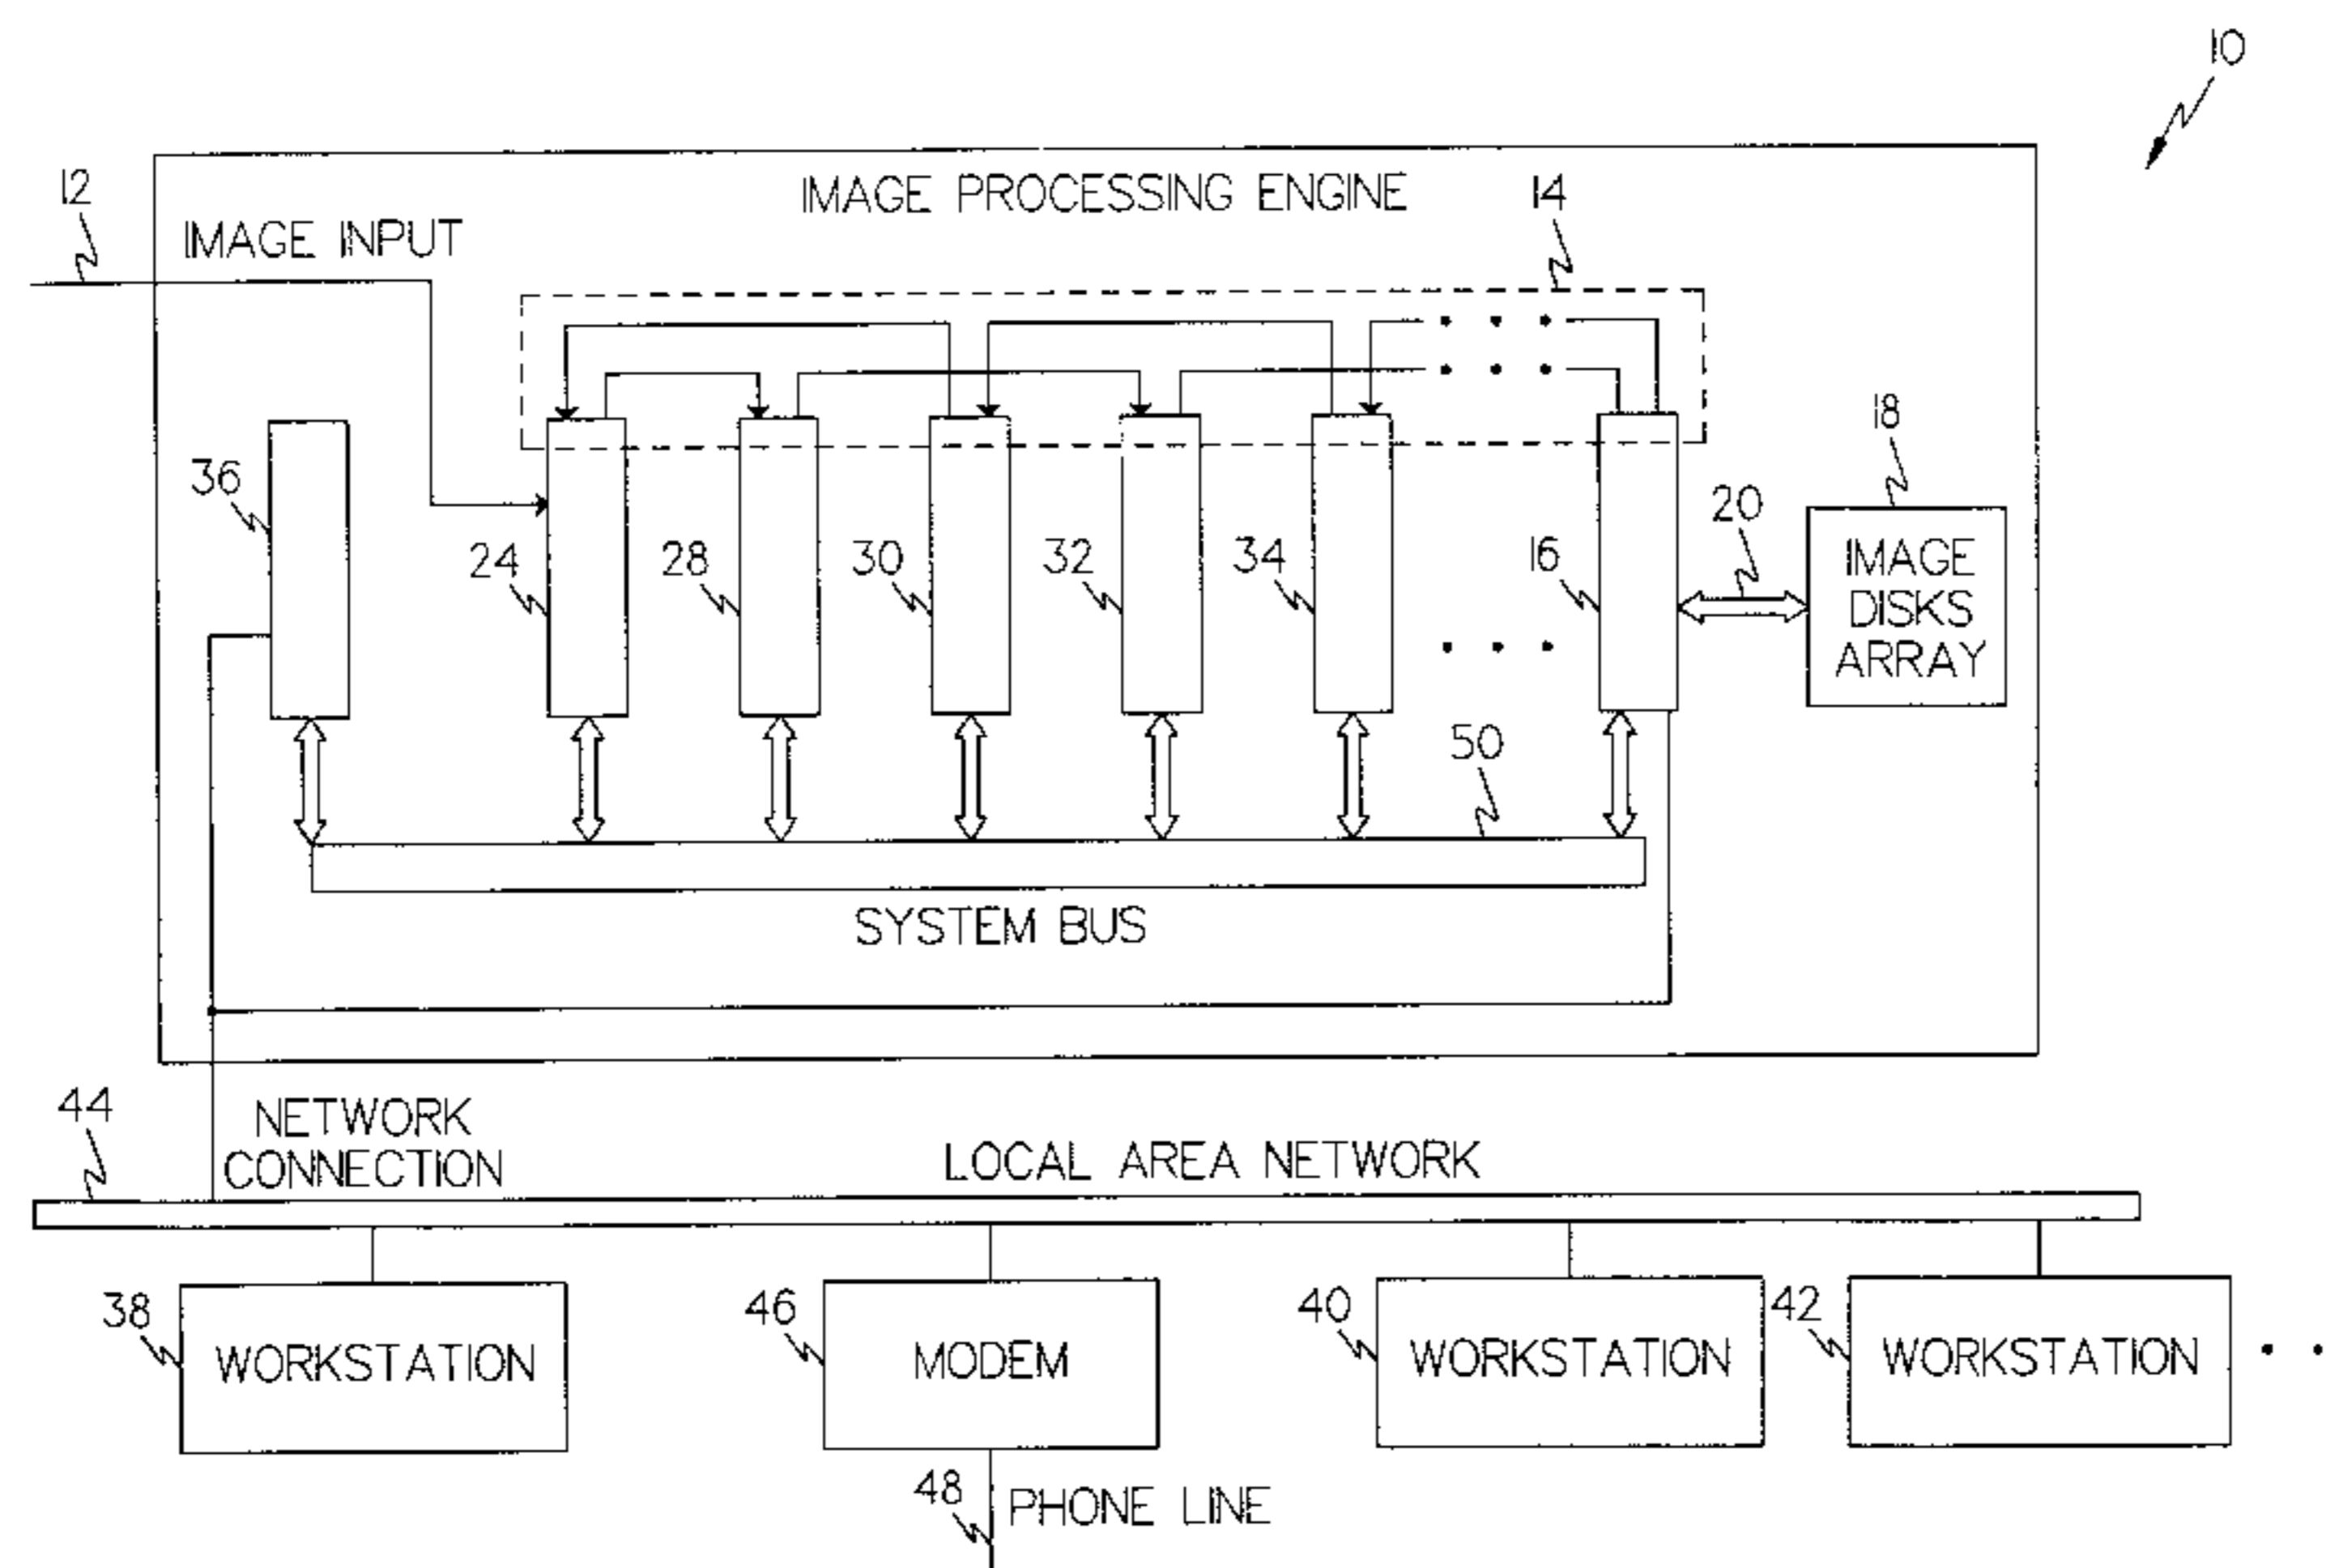 10
12
IMAGE PROCESSING ENGINE
14
IMAGE INPUT
18
36
20
24
28
30
32
34
16
IMAGE
DISKS
ARRAY
50
SYSTEM BUS
44
NETWORK
CONNECTION
LOCAL AREA NETWORK
38
WORKSTATION
46
MODEM
40
WORKSTATION
42
WORKSTATION
48
PHONE LINE